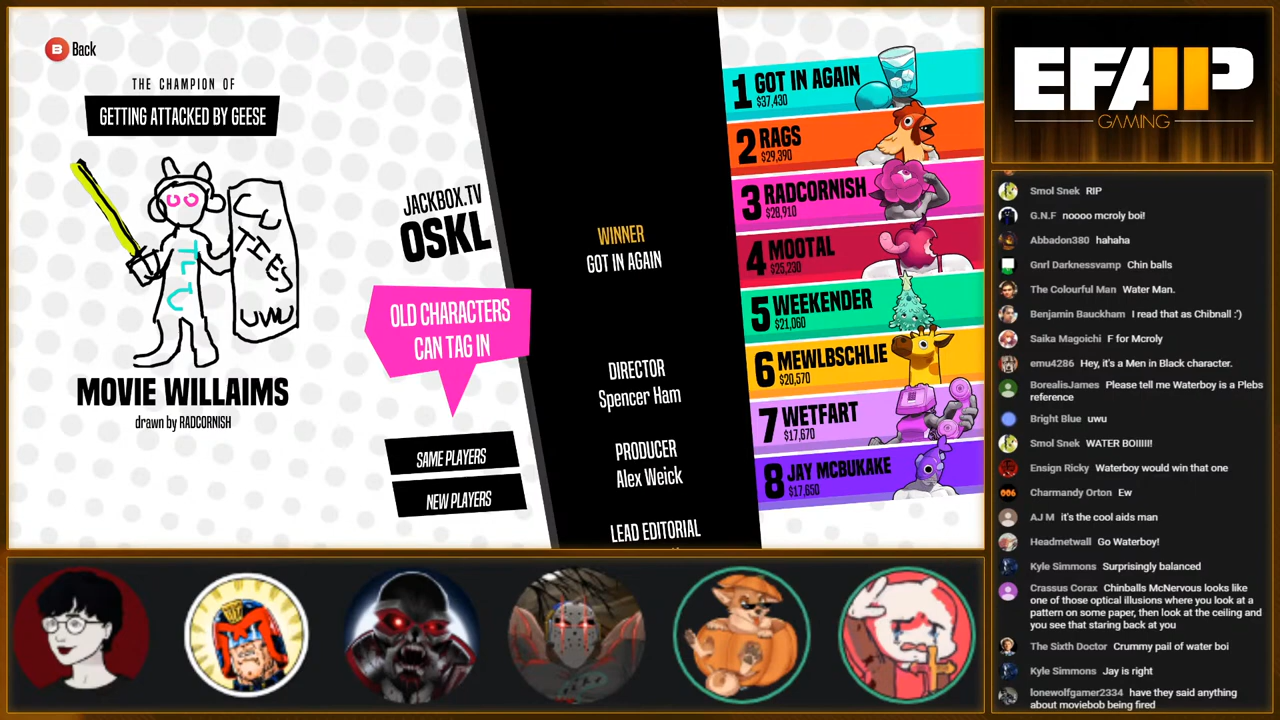 B Back
THE CHAMPION OF
GETTING ATTACKED BY GEESE
CU
TIES
UWU
TLJ
MOVIE WILLAIMS
drawn by RADCORNISH
JACKBOX.TV
OSKL
OLD CHARACTERS
CAN TAG IN
SAME PLAYERS
NEW PLAYERS
WINNER
GOT IN AGAIN
DIRECTOR
Spencer Ham
PRODUCER
Alex Weick
LEAD EDITORIAL
1 GOT IN AGAIN
$37,430
2 RAGS
$29,390
3 RADCORNISH
$28,910
4 MOOTAL
$25,230
5 WEEKENDER
$21,060
6 MEWLBSCHLIE
$20,570
7 WETFART
$17,670
8 JAY MCBUKAKE
$17,650
EFAP
GAMING
Smol Snek RIP
G.N.F noooo mcroly boi!
Abbadon380 hahaha
Gnrl Darknessvamp Chin balls
The Colourful Man Water Man.
Benjamin Bauckham I read that as Chibnall :')
Saika Magoichi F for Mcroly
emu4286 Hey, it's a Men in Black character.
BorealisJames Please tell me Waterboy is a Plebs
reference
Bright Blue uwu
Smol Snek WATER BOIIIIII!
Ensign Ricky Waterboy would win that one
Charmandy Orton Ew
AJ M it's the cool aids man
Headmetwall Go Waterboy!
Kyle Simmons Surprisingly balanced
Crassus Corax Chinballs McNervous looks like
one of those optical illusions where you look at a
pattern on some paper, then look at the ceiling and
you see that staring back at you
The Sixth Doctor Crummy pail of water boi
Kyle Simmons Jay is right
lonewolfgamer2334 have they said anything
about moviebob being fired